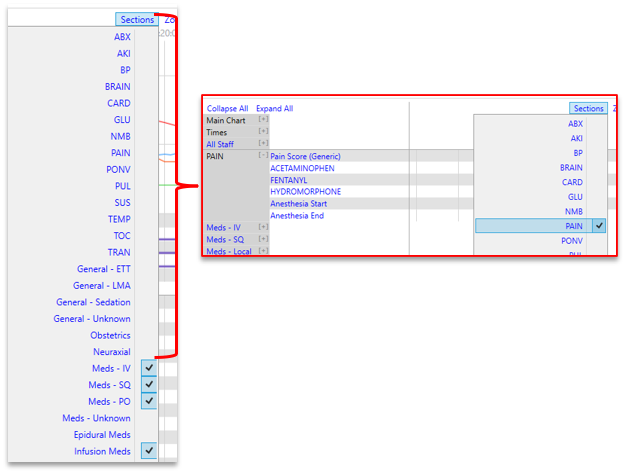 Sections Zo
20:0
ABX
AKI
BP
BRAIN
CARD
GLU
NMB
PAIN
PONV
PUL
SUS
TEMP
TOC
TRAN
General - ETT
General - LMA
General - Sedation
General - Unknown
Obstetrics
Neuraxial
Meds - IV
Meds - SQ
Meds - PO
Meds - Unknown
Epidural Meds
Infusion Meds
Collapse All Expand All Sections
Main Chart [+]
Times [+]
All Staff [+]
PAIN [-] Pain Score (Generic)
ACETAMINOPHEN
FENTANYL
HYDROMORPHONE
Anesthesia Start
Anesthesia End
Meds - IV [+]
Meds - SQ [+]
Meds - Local [+]
ABX
AKI
BP
BRAIN
CARD
GLU
NMB
PAIN
PONV